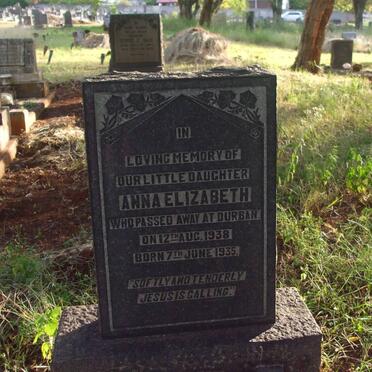 IN
LOVING MEMORY OF
OUR LITTLE DAUGHTER
ANNA ELIZABETH
WHO PASSED AWAY AT DURBAN
ON 12TH AUG. 1938
BORN 7TH JUNE 1935.
"SOFTLY AND TENDERLY
JESUS IS CALLING".